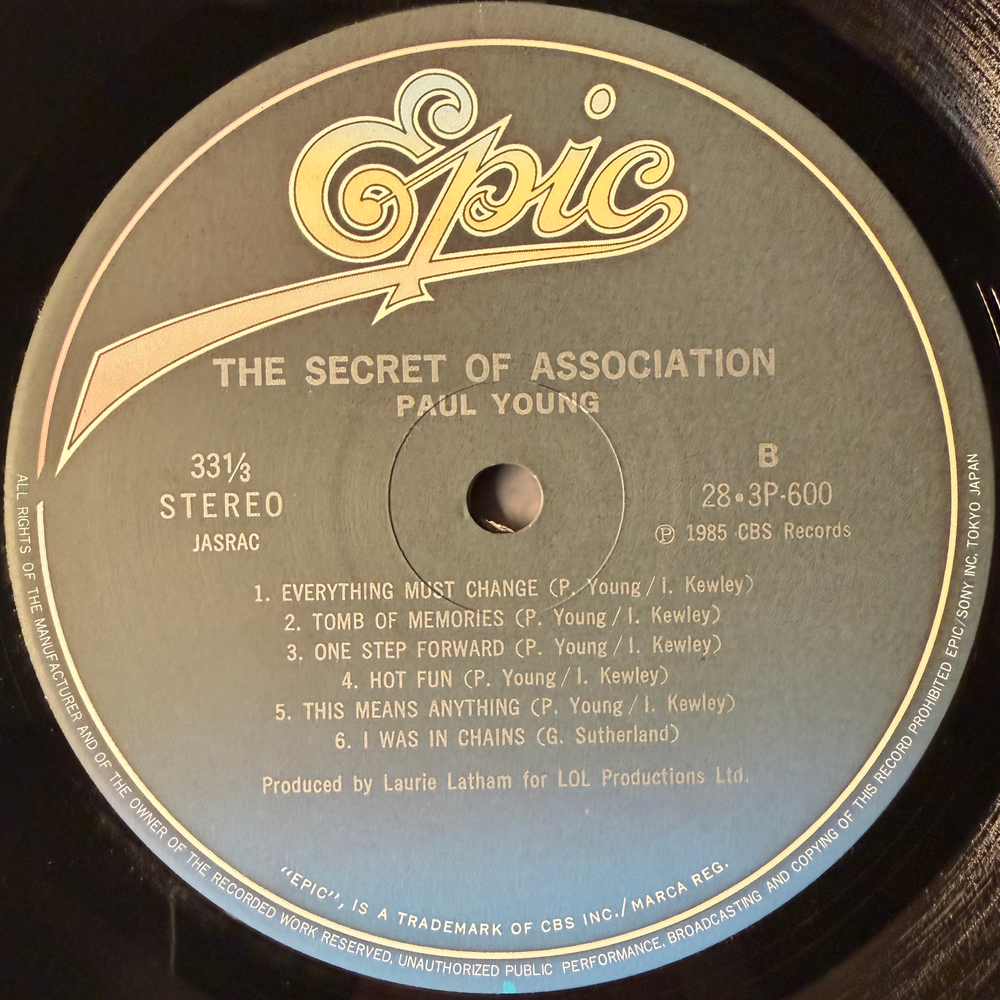 Epic
THE SECRET OF ASSOCIATION
PAUL YOUNG
33⅓
STEREO
JASRAC
B
28•3P-600
℗ 1985 CBS Records
1. EVERYTHING MUST CHANGE (P. Young / I. Kewley)
2. TOMB OF MEMORIES (P. Young / I. Kewley)
3. ONE STEP FORWARD (P. Young / I. Kewley)
4. HOT FUN (P. Young / I. Kewley)
5. THIS MEANS ANYTHING (P. Young / I. Kewley)
6. I WAS IN CHAINS (G. Sutherland)
Produced by Laurie Latham for LOL Productions Ltd.
"EPIC", IS A TRADEMARK OF CBS INC./MARCA REG.
ALL RIGHTS OF THE MANUFACTURER AND OF THE OWNER OF THE RECORDED WORK RESERVED, UNAUTHORIZED PUBLIC PERFORMANCE, BROADCASTING AND COPYING OF THIS RECORD PROHIBITED EPIC/SONY INC. TOKYO JAPAN